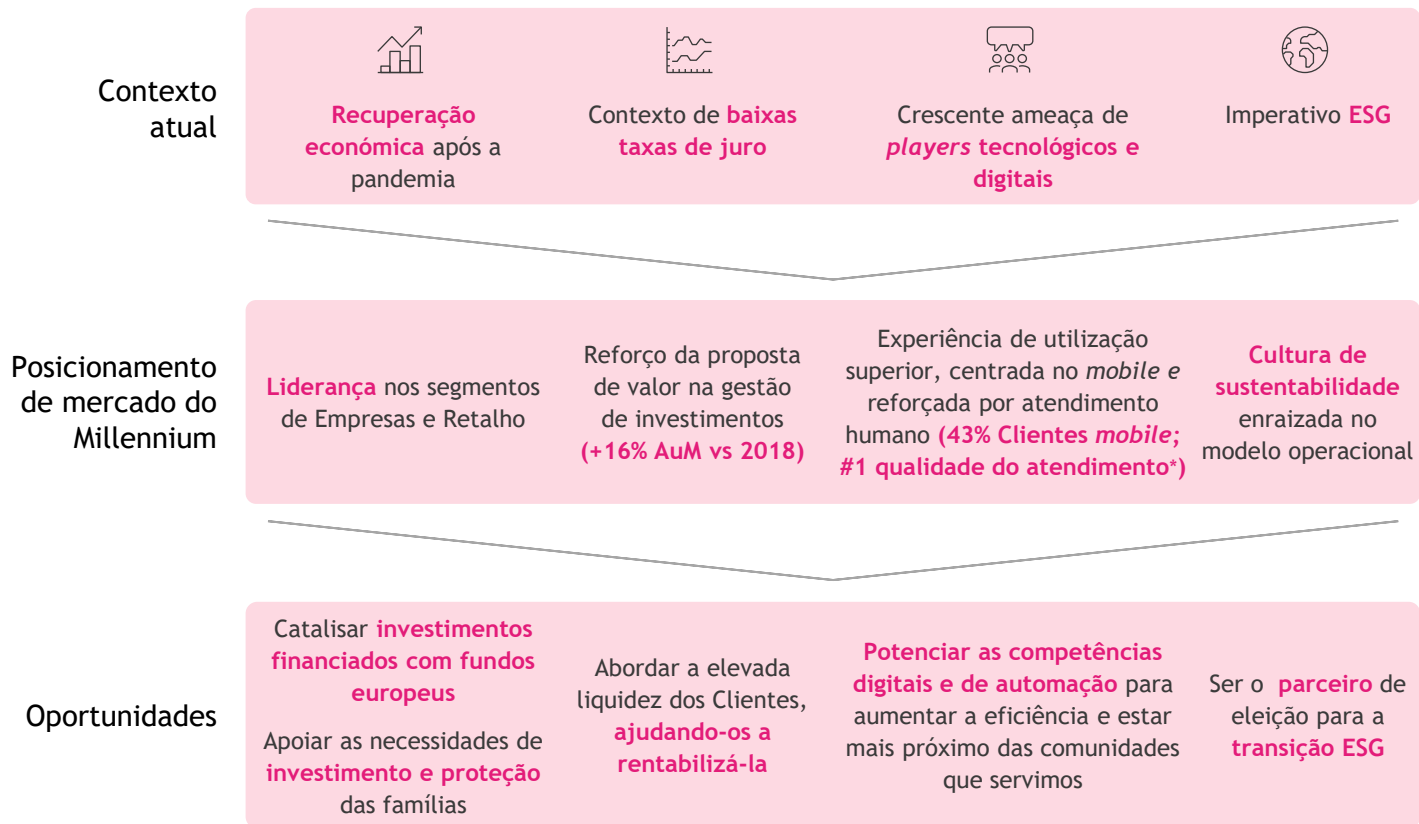 Contexto
atual
Recuperação
económica após a
pandemia
Contexto de baixas
taxas de juro
Crescente ameaça de
players tecnológicos e
digitais
Imperativo ESG
Posicionamento
de mercado do
Millennium
Liderança nos segmentos
de Empresas e Retalho
Reforço da proposta
de valor na gestão
de investimentos
(+16% AuM vs 2018)
Experiência de utilização
superior, centrada no mobile e
reforçada por atendimento
humano (43% Clientes mobile;
#1 qualidade do atendimento*)
Cultura de
sustentabilidade
enraizada no
modelo operacional
Oportunidades
Catalisar investimentos
financiados com fundos
europeus
Apoiar as necessidades de
investimento e proteção
das famílias
Abordar a elevada
liquidez dos Clientes,
ajudando-os a
rentabilizá-la
Potenciar as competências
digitais e de automação para
aumentar a eficiência e estar
mais próximo das comunidades
que servimos
Ser o parceiro de
eleição para a
transição ESG